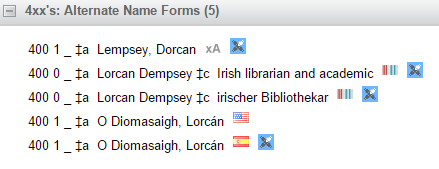 4xx's: Alternate Name Forms (5)
400 1 _ ‡a Lempsey, Dorcan xA
400 0 _ ‡a Lorcan Dempsey ‡c Irish librarian and academic
400 0 _ ‡a Lorcan Dempsey ‡c irischer Bibliothekar
400 1 _ ‡a O Diomasaigh, Lorcán
400 1 _ ‡a O Diomasaigh, Lorcán